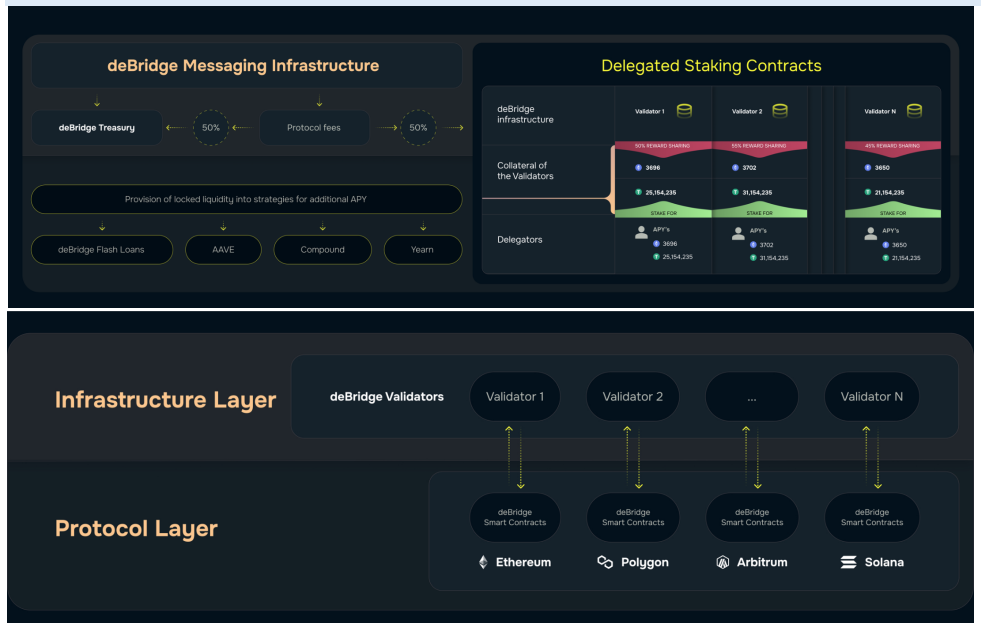 deBridge Messaging Infrastructure
deBridge Treasury
50%
Protocol fees
50%
Provision of locked liquidity into strategies for additional APY
deBridge Flash Loans
AAVE
Compound
Yearn
Delegated Staking Contracts
deBridge
infrastructure
Validator 1
Validator 2
Validator N
50% REWARD SHARING
55% REWARD SHARING
45% REWARD SHARING
Collateral of
the Validators
3696
3702
3650
25,154,235
31,154,235
21,154,235
STAKE FOR
STAKE FOR
STAKE FOR
Delegators
APY's
3696
25,154,235
APY's
3702
31,154,235
APY's
3650
21,154,235
Infrastructure Layer
deBridge Validators
Validator 1
Validator 2
...
Validator N
Protocol Layer
deBridge
Smart Contracts
deBridge
Smart Contracts
deBridge
Smart Contracts
deBridge
Smart Contracts
Ethereum
Polygon
Arbitrum
Solana